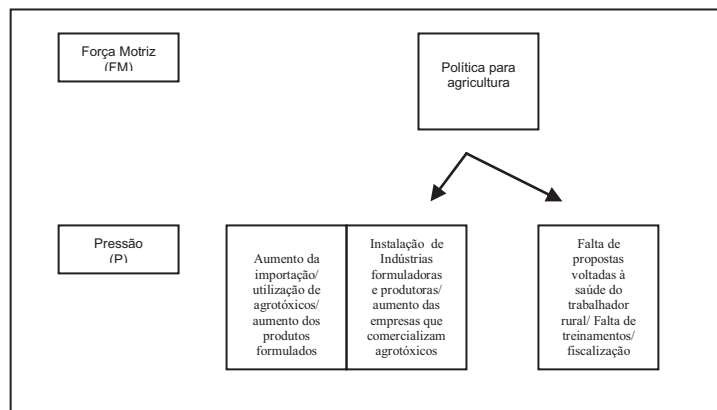 Força Motriz
(FM)
Política para
agricultura
Pressão
(P)
Aumento da
importação/
utilização de
agrotóxicos/
aumento dos
produtos
formulados
Instalação de
Indústrias
formuladoras
e produtoras/
aumento das
empresas que
comercializam
agrotóxicos
Falta de
propostas
voltadas à
saúde do
trabalhador
rural/ Falta de
treinamentos/
fiscalização